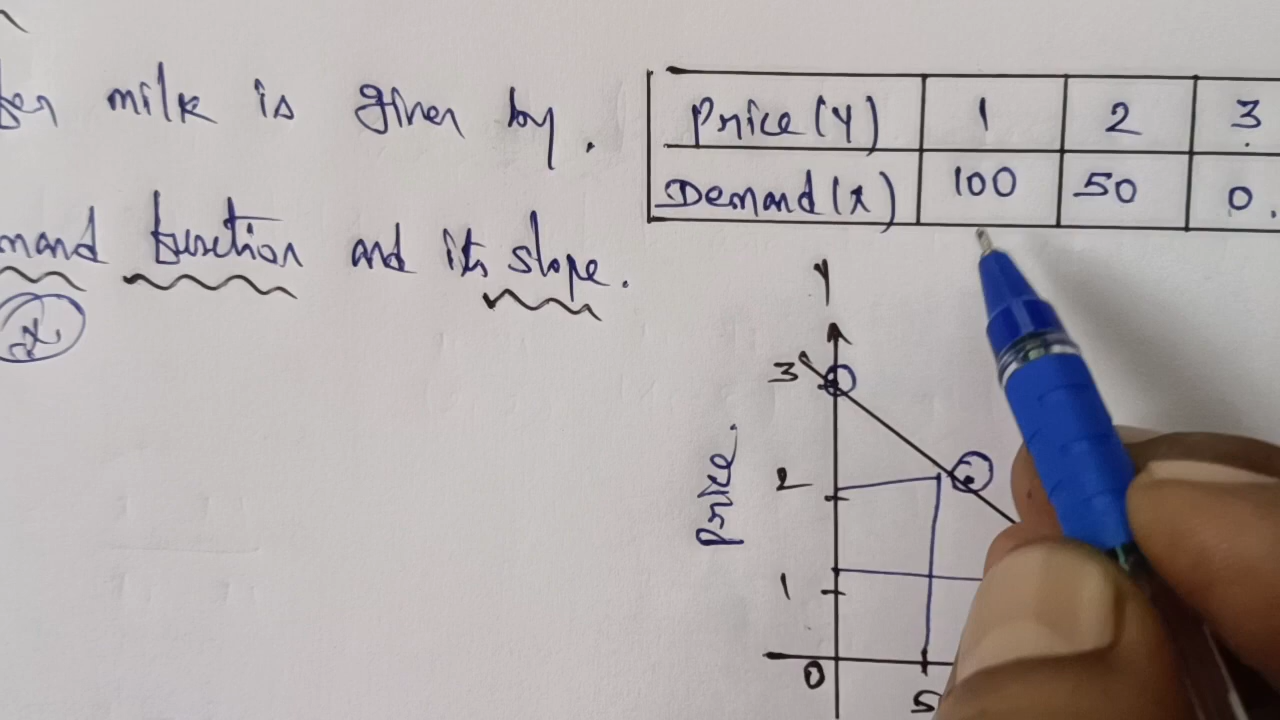 milk is given by.
function and its slope.
x
Price (Y) 1 2 3
Demand (x) 100 50 0.
Y
3
2
1
0
Price.